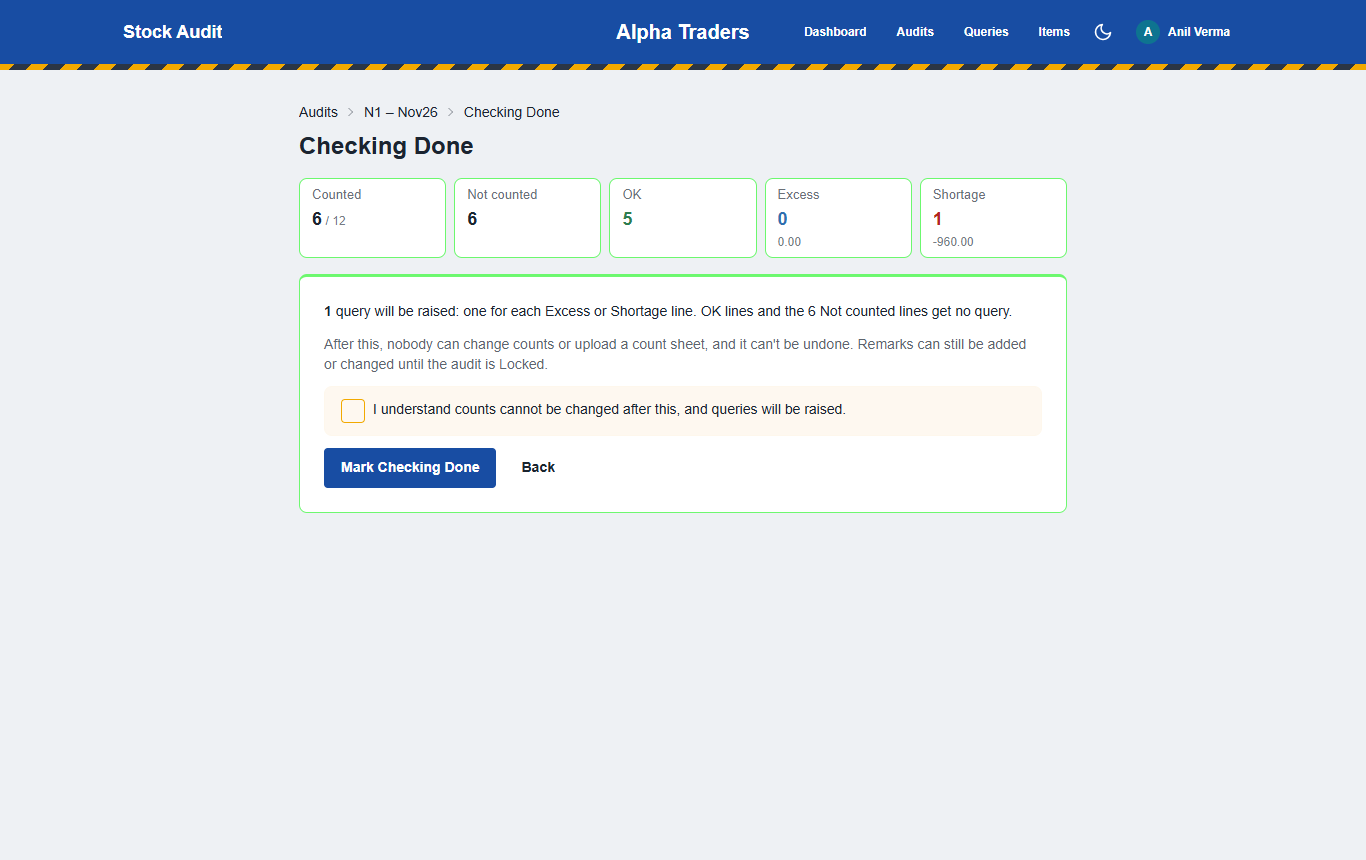 Stock Audit
Alpha Traders
Dashboard
Audits
Queries
Items
A
Anil Verma
Audits > N1 – Nov26 > Checking Done
Checking Done
Counted
6 / 12
Not counted
6
OK
5
Excess
0
0.00
Shortage
1
-960.00
1 query will be raised: one for each Excess or Shortage line. OK lines and the 6 Not counted lines get no query.
After this, nobody can change counts or upload a count sheet, and it can't be undone. Remarks can still be added
or changed until the audit is Locked.
I understand counts cannot be changed after this, and queries will be raised.
Mark Checking Done
Back